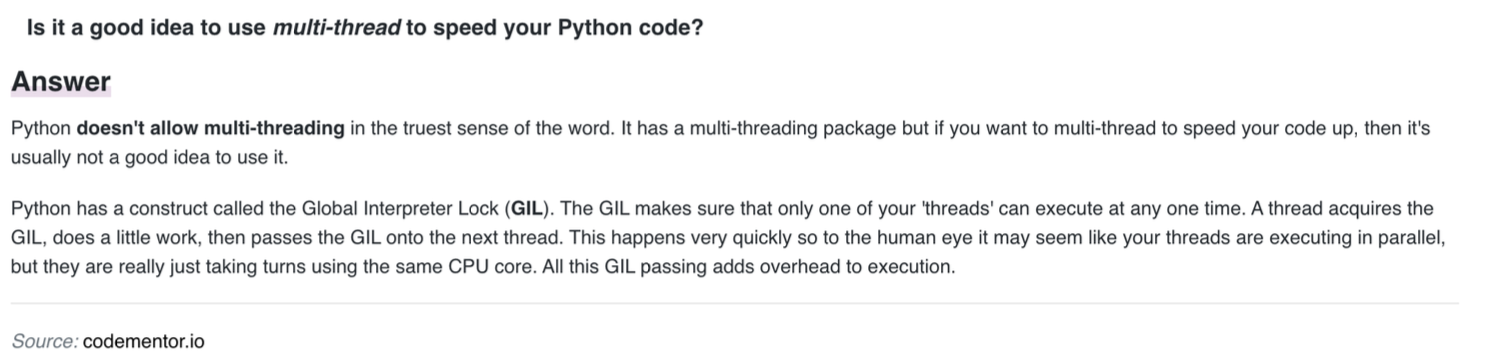 Is it a good idea to use multi-thread to speed your Python code?
Answer
Python doesn't allow multi-threading in the truest sense of the word. It has a multi-threading package but if you want to multi-thread to speed your code up, then it's
usually not a good idea to use it.
Python has a construct called the Global Interpreter Lock (GIL). The GIL makes sure that only one of your 'threads' can execute at any one time. A thread acquires the
GIL, does a little work, then passes the GIL onto the next thread. This happens very quickly so to the human eye it may seem like your threads are executing in parallel,
but they are really just taking turns using the same CPU core. All this GIL passing adds overhead to execution.
Source: codementor.io